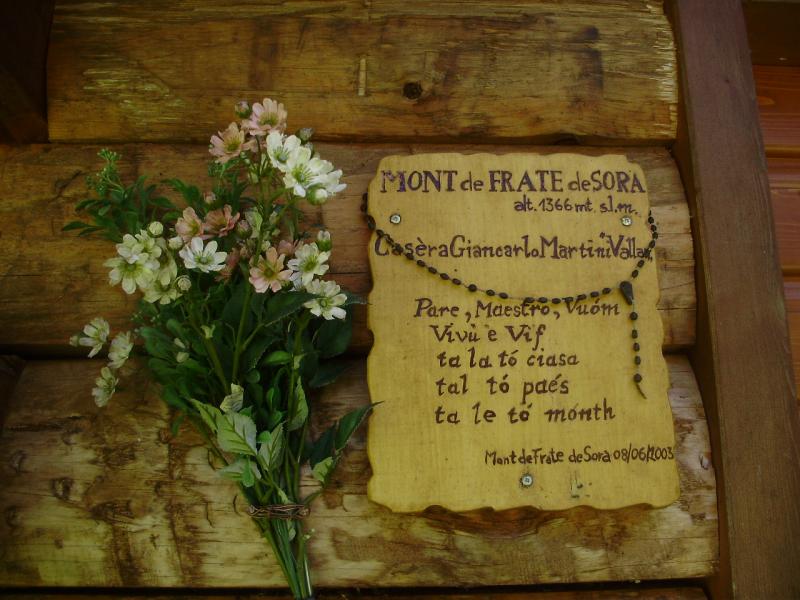 MONT de FRATE de SORA
alt. 1366 mt. s.l.m.
Casèra Giancarlo Martini "Vallar"
Pare, Maestro, Vuóm
Vivù e Vif
ta la tó ciasa
tal tó paés
ta le tó month
Mont de Frate de Sora 08/06/2003